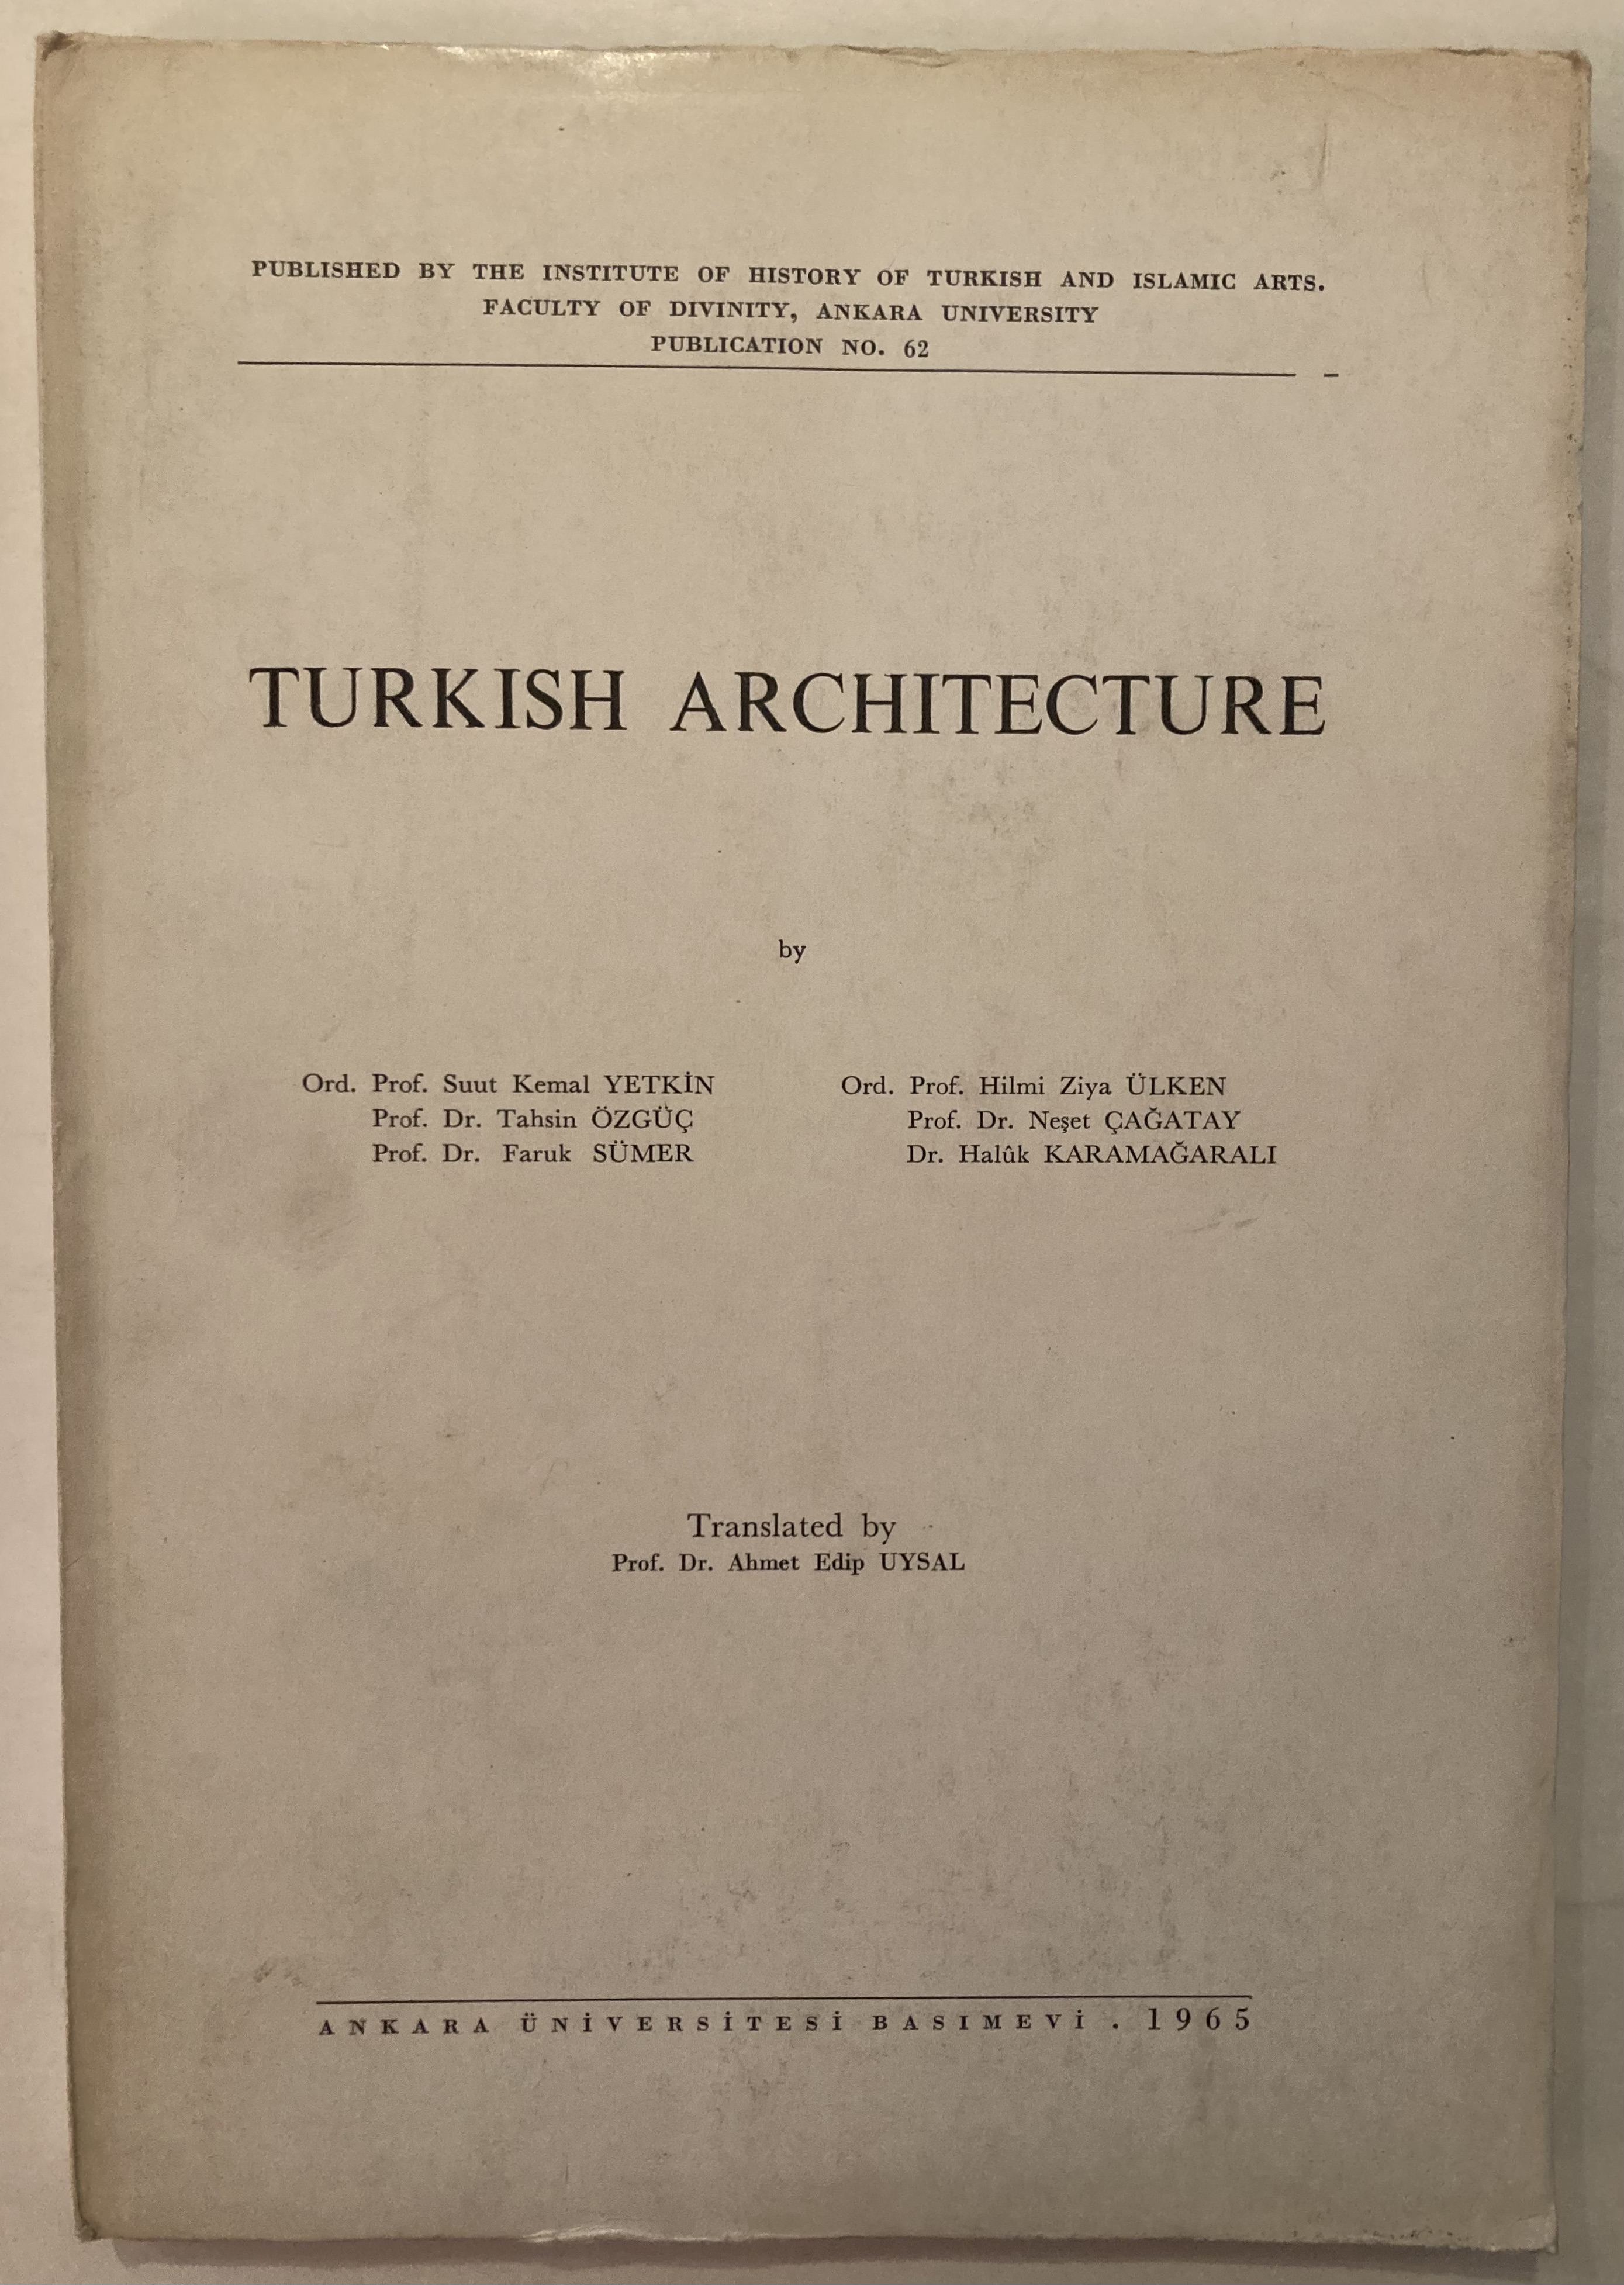 PUBLISHED BY THE INSTITUTE OF HISTORY OF TURKISH AND ISLAMIC ARTS.
FACULTY OF DIVINITY, ANKARA UNIVERSITY
PUBLICATION NO. 62
TURKISH ARCHITECTURE
by
Ord. Prof. Suut Kemal YETKİN
Prof. Dr. Tahsin ÖZGÜÇ
Prof. Dr. Faruk SÜMER
Ord. Prof. Hilmi Ziya ÜLKEN
Prof. Dr. Neşet ÇAĞATAY
Dr. Halûk KARAMAĞARALI
Translated by
Prof. Dr. Ahmet Edip UYSAL
ANKARA ÜNİVERSİTESİ BASIMEVİ . 1965